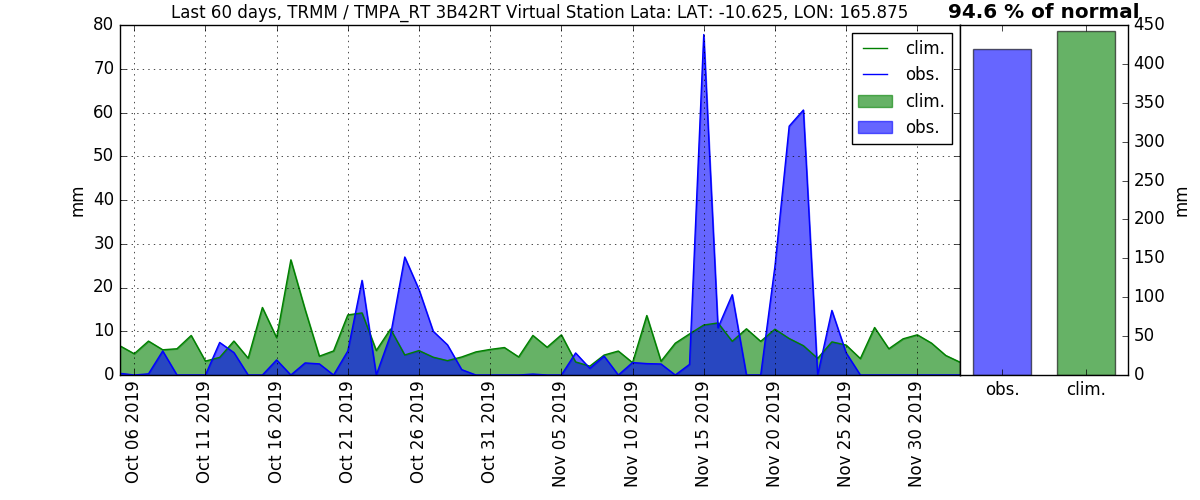 Last 60 days, TRMM / TMPA_RT 3B42RT Virtual Station Lata: LAT: -10.625, LON: 165.875
94.6 % of normal
80
70
60
50
40
30
20
10
0
mm
clim.
obs.
clim.
obs.
450
400
350
300
250
200
150
100
50
0
mm
Oct 06 2019
Oct 11 2019
Oct 16 2019
Oct 21 2019
Oct 26 2019
Oct 31 2019
Nov 05 2019
Nov 10 2019
Nov 15 2019
Nov 20 2019
Nov 25 2019
Nov 30 2019
obs.
clim.